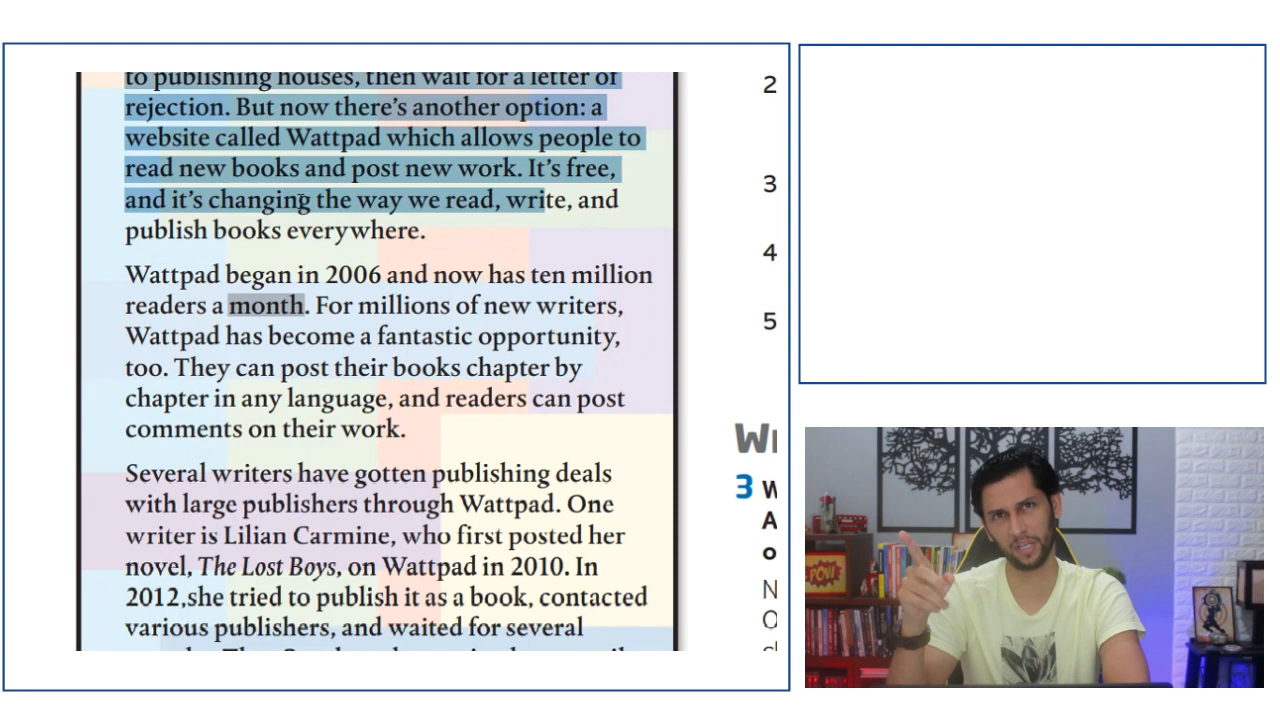 to publishing houses, then wait for a letter of
rejection. But now there's another option: a
website called Wattpad which allows people to
read new books and post new work. It's free,
and it's changing the way we read, write, and
publish books everywhere.
Wattpad began in 2006 and now has ten million
readers a month. For millions of new writers,
Wattpad has become a fantastic opportunity,
too. They can post their books chapter by
chapter in any language, and readers can post
comments on their work.
Several writers have gotten publishing deals
with large publishers through Wattpad. One
writer is Lilian Carmine, who first posted her
novel, The Lost Boys, on Wattpad in 2010. In
2012,she tried to publish it as a book, contacted
various publishers, and waited for several
2
3
4
5
3
A
o
N
O
POW!